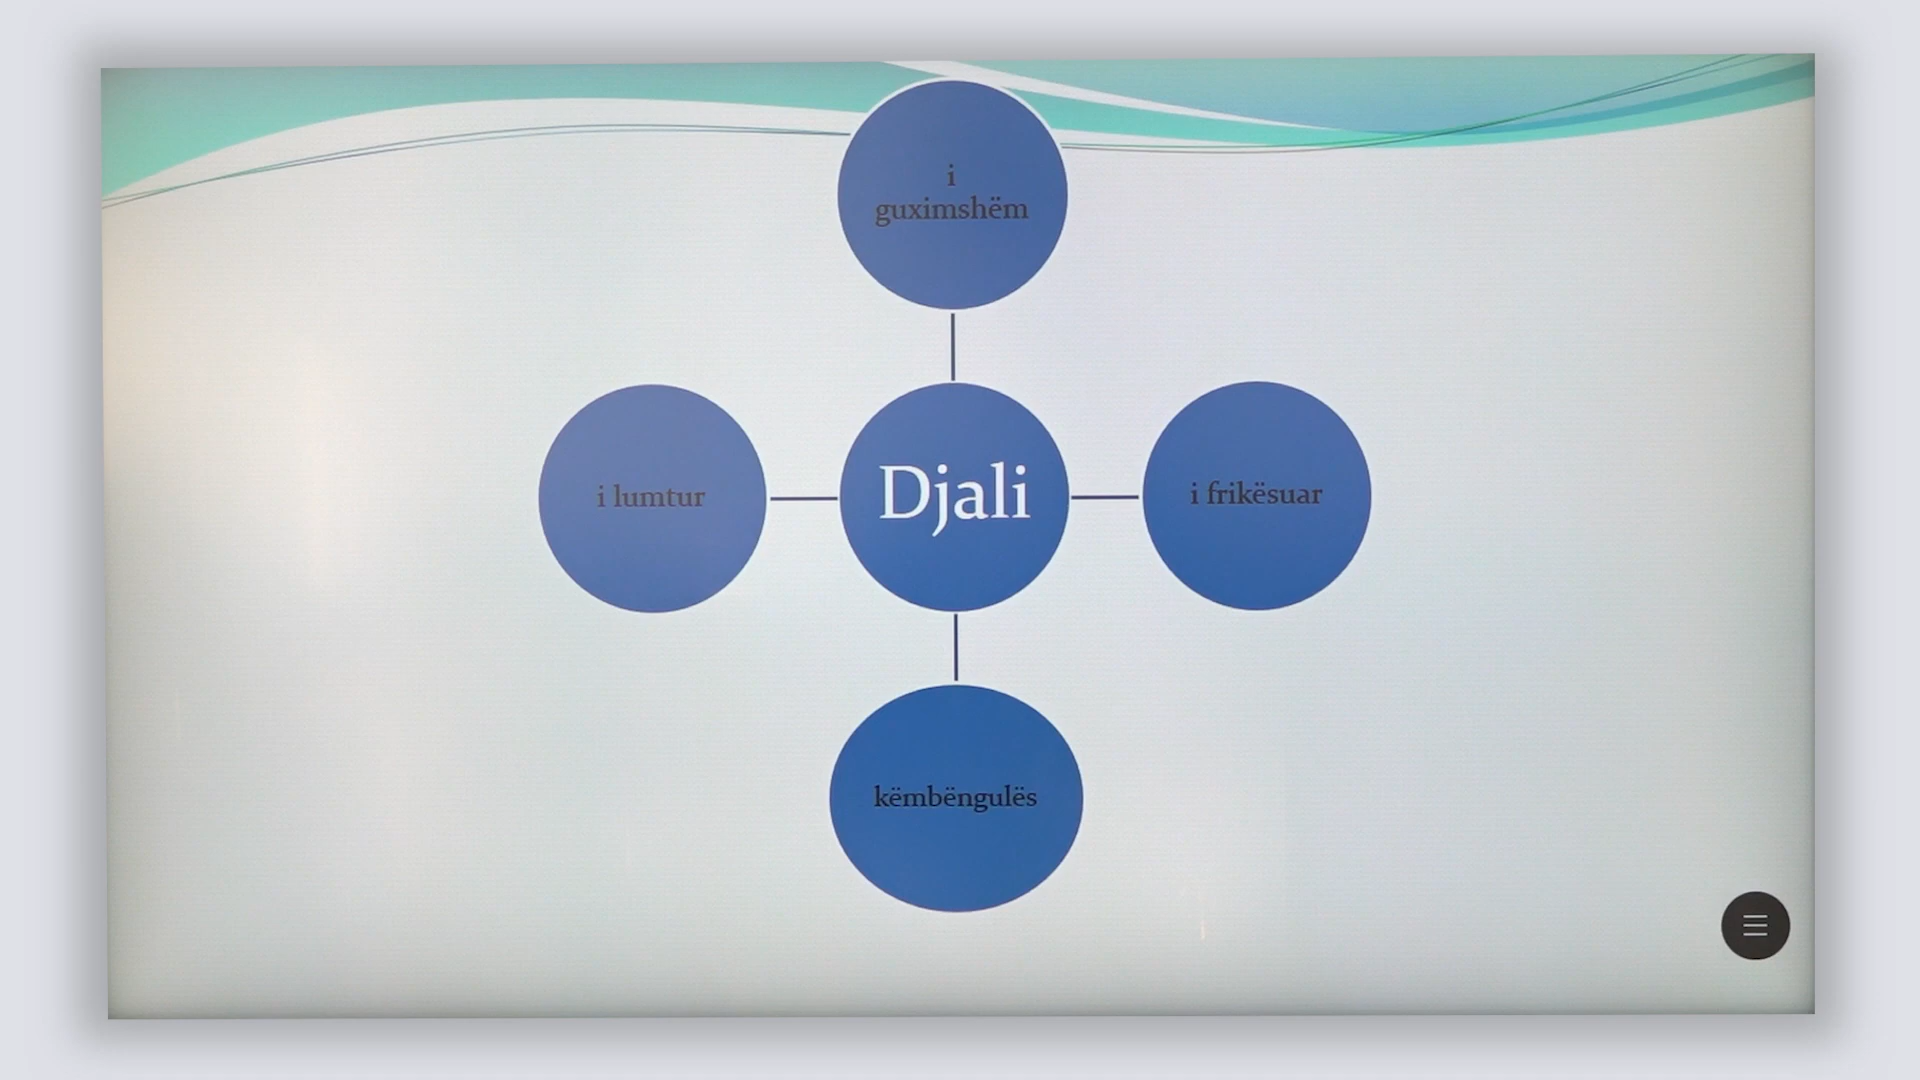 i
guximshëm
i lumtur
Djali
i frikësuar
këmbëngulës